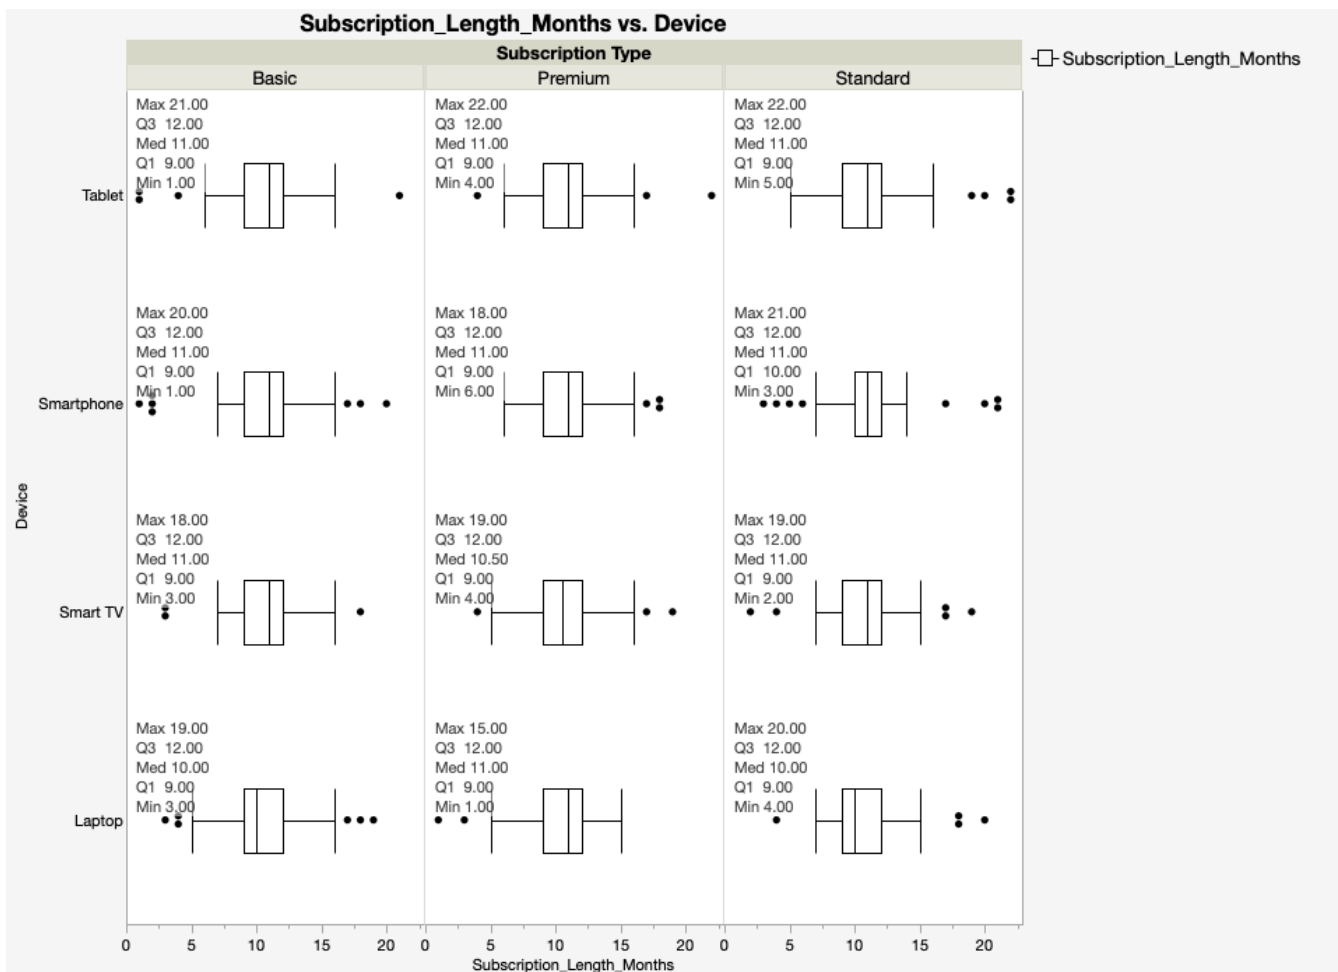 Subscription_Length_Months vs. Device
Subscription Type
Basic Premium Standard
Subscription_Length_Months
Device
Tablet
Max 21.00
Q3 12.00
Med 11.00
Q1 9.00
Min 1.00
Max 22.00
Q3 12.00
Med 11.00
Q1 9.00
Min 4.00
Max 22.00
Q3 12.00
Med 11.00
Q1 9.00
Min 5.00
Smartphone
Max 20.00
Q3 12.00
Med 11.00
Q1 9.00
Min 1.00
Max 18.00
Q3 12.00
Med 11.00
Q1 9.00
Min 6.00
Max 21.00
Q3 12.00
Med 11.00
Q1 10.00
Min 3.00
Smart TV
Max 18.00
Q3 12.00
Med 11.00
Q1 9.00
Min 3.00
Max 19.00
Q3 12.00
Med 10.50
Q1 9.00
Min 4.00
Max 19.00
Q3 12.00
Med 11.00
Q1 9.00
Min 2.00
Laptop
Max 19.00
Q3 12.00
Med 10.00
Q1 9.00
Min 3.00
Max 15.00
Q3 12.00
Med 11.00
Q1 9.00
Min 1.00
Max 20.00
Q3 12.00
Med 10.00
Q1 9.00
Min 4.00
0 5 10 15 20 0 5 10 15 20 0 5 10 15 20
Subscription_Length_Months